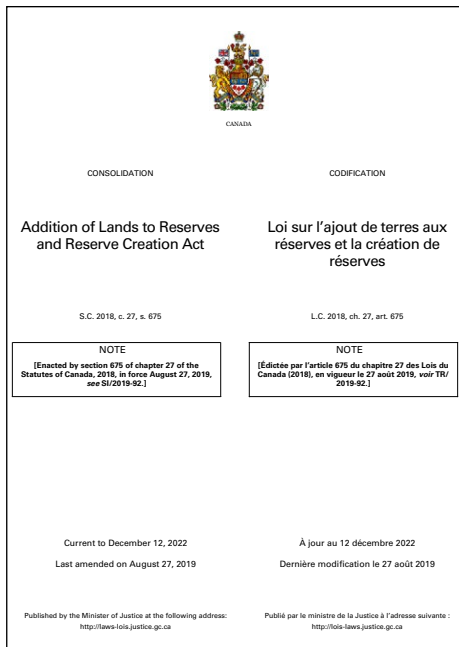 CANADA
CONSOLIDATION
Addition of Lands to Reserves
and Reserve Creation Act
S.C. 2018, c. 27, s. 675
NOTE
[Enacted by section 675 of chapter 27 of the
Statutes of Canada, 2018, in force August 27, 2019,
see SI/2019-92.]
Current to December 12, 2022
Last amended on August 27, 2019
Published by the Minister of Justice at the following address:
http://laws-lois.justice.gc.ca
CODIFICATION
Loi sur l’ajout de terres aux
réserves et la création de
réserves
L.C. 2018, ch. 27, art. 675
NOTE
[Édictée par l’article 675 du chapitre 27 des Lois du
Canada (2018), en vigueur le 27 août 2019, voir TR/
2019-92.]
À jour au 12 décembre 2022
Dernière modification le 27 août 2019
Publié par le ministre de la Justice à l’adresse suivante :
http://lois-laws.justice.gc.ca